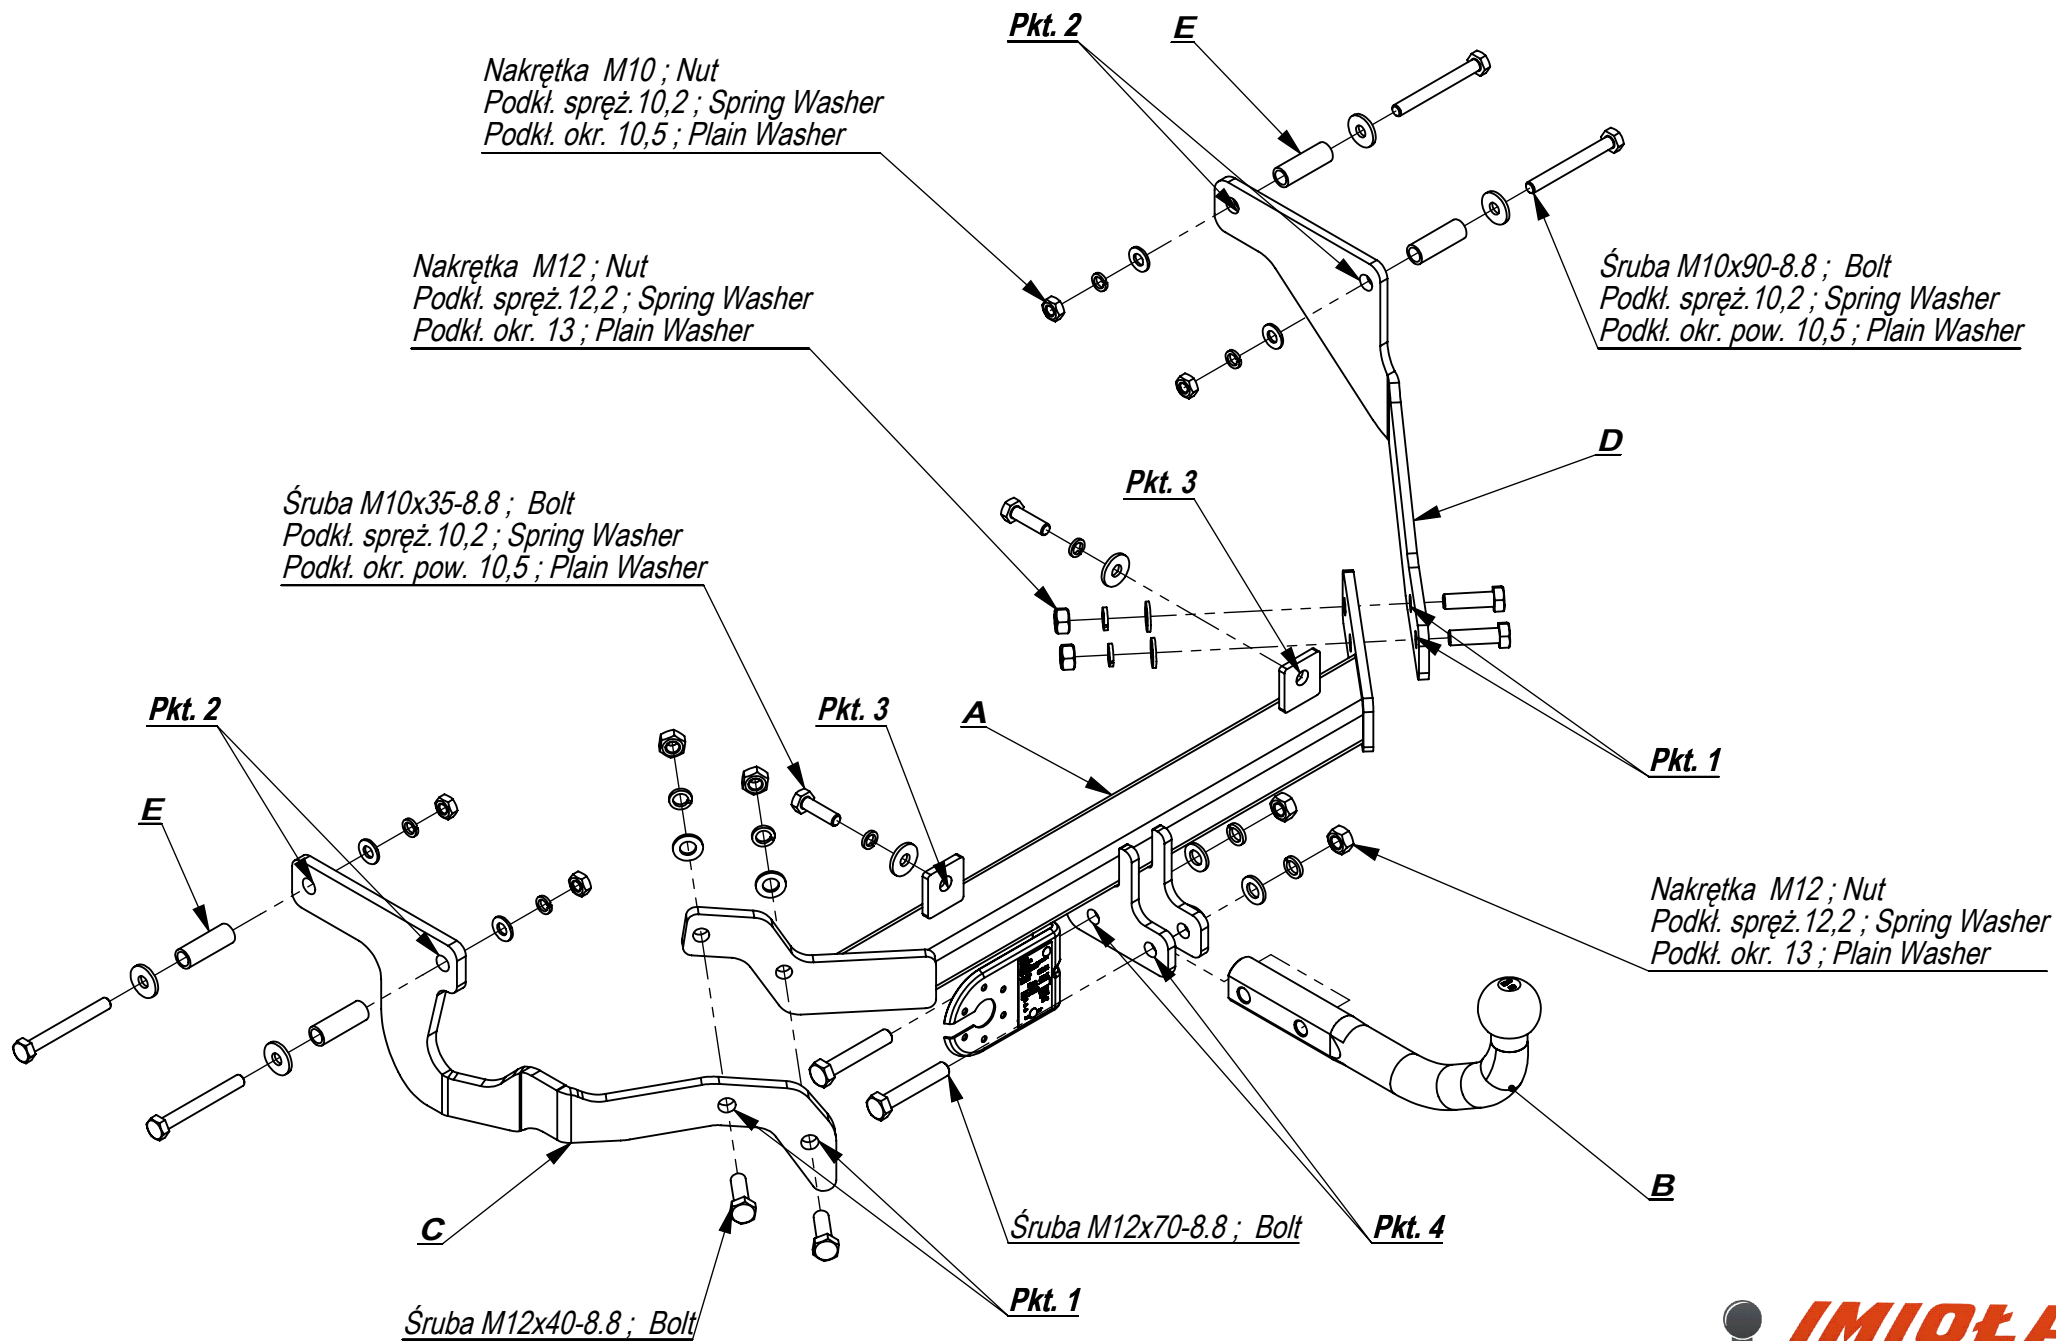 Pkt. 2
E
Nakrętka M10 ; Nut
Podkł. spręż.10,2 ; Spring Washer
Podkł. okr. 10,5 ; Plain Washer
Nakrętka M12 ; Nut
Podkł. spręż.12,2 ; Spring Washer
Podkł. okr. 13 ; Plain Washer
Śruba M10x90-8.8 ; Bolt
Podkł. spręż.10,2 ; Spring Washer
Podkł. okr. pow. 10,5 ; Plain Washer
D
Pkt. 3
Śruba M10x35-8.8 ; Bolt
Podkł. spręż.10,2 ; Spring Washer
Podkł. okr. pow. 10,5 ; Plain Washer
Pkt. 2
Pkt. 3
A
Pkt. 1
E
Nakrętka M12 ; Nut
Podkł. spręż.12,2 ; Spring Washer
Podkł. okr. 13 ; Plain Washer
B
C
Śruba M12x70-8.8 ; Bolt
Pkt. 4
Pkt. 1
Śruba M12x40-8.8 ; Bolt
IMIOŁA